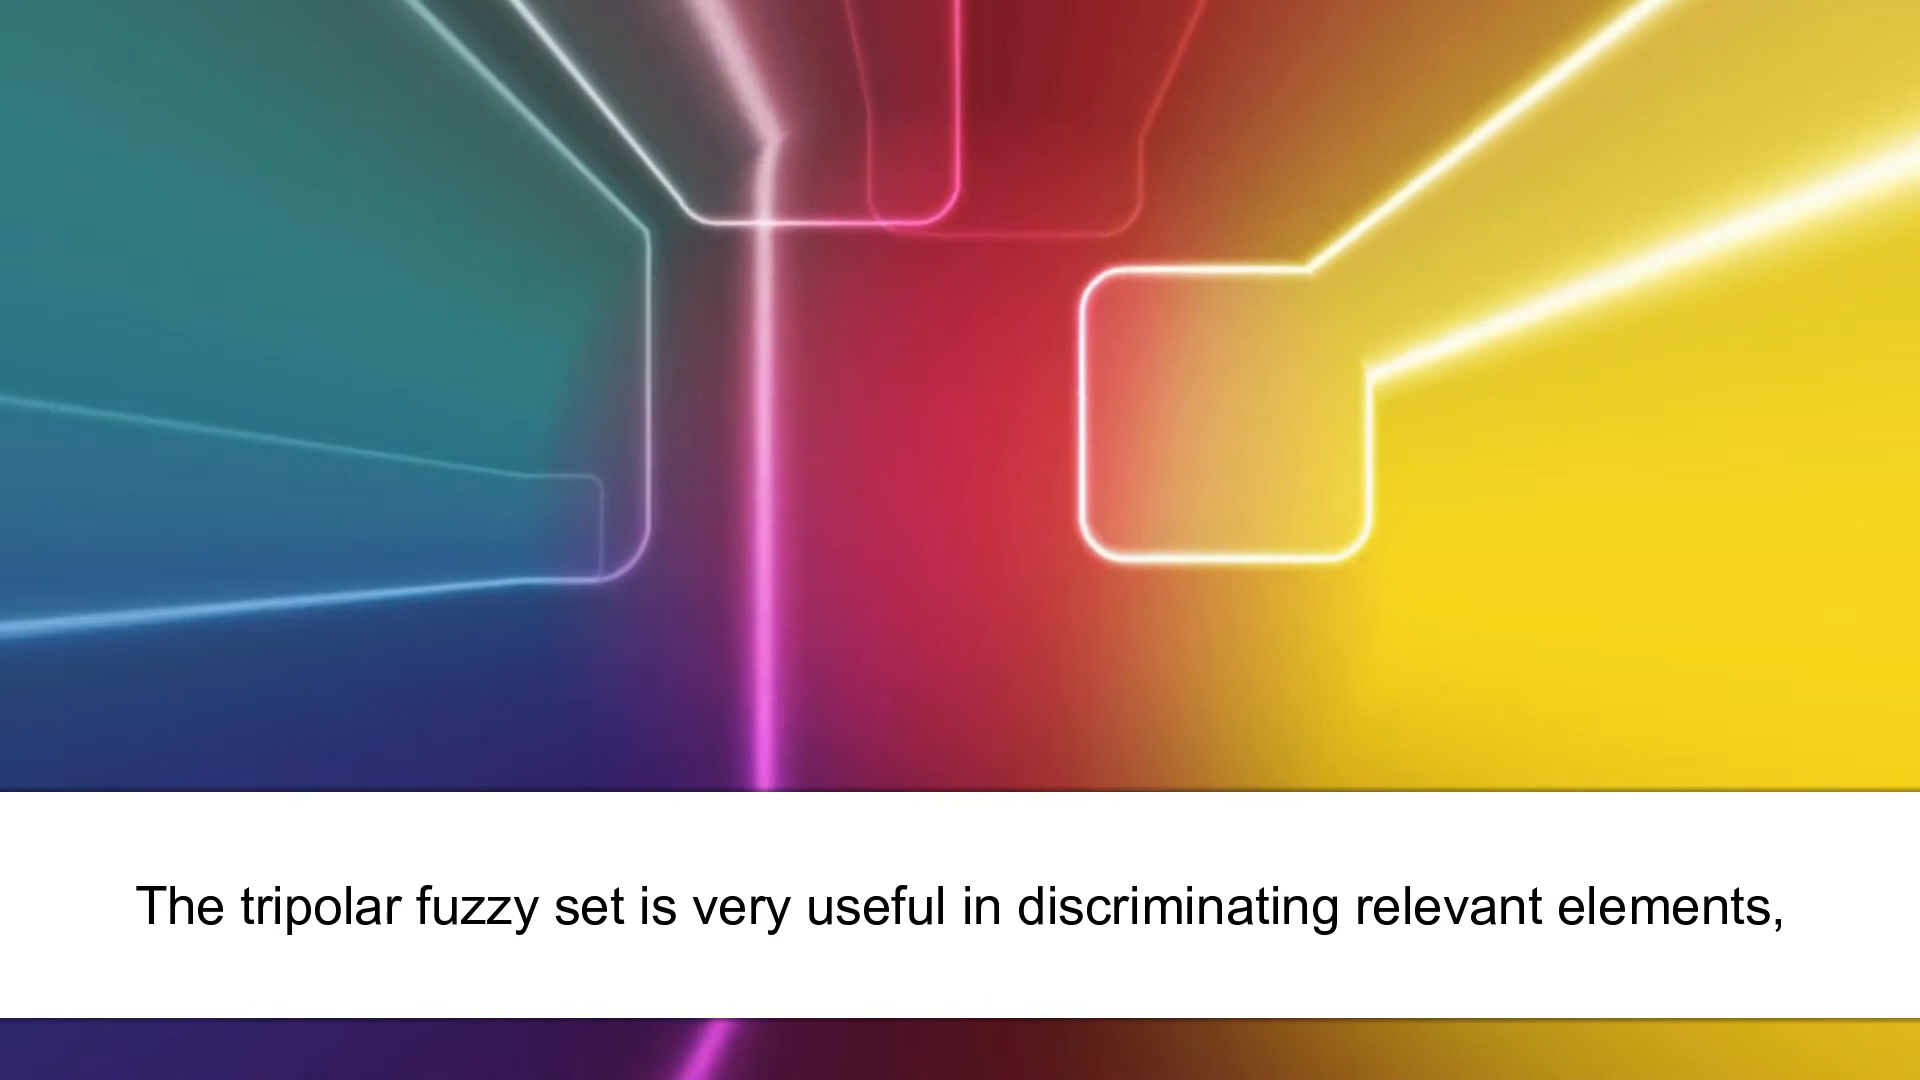 The tripolar fuzzy set is very useful in discriminating relevant elements,